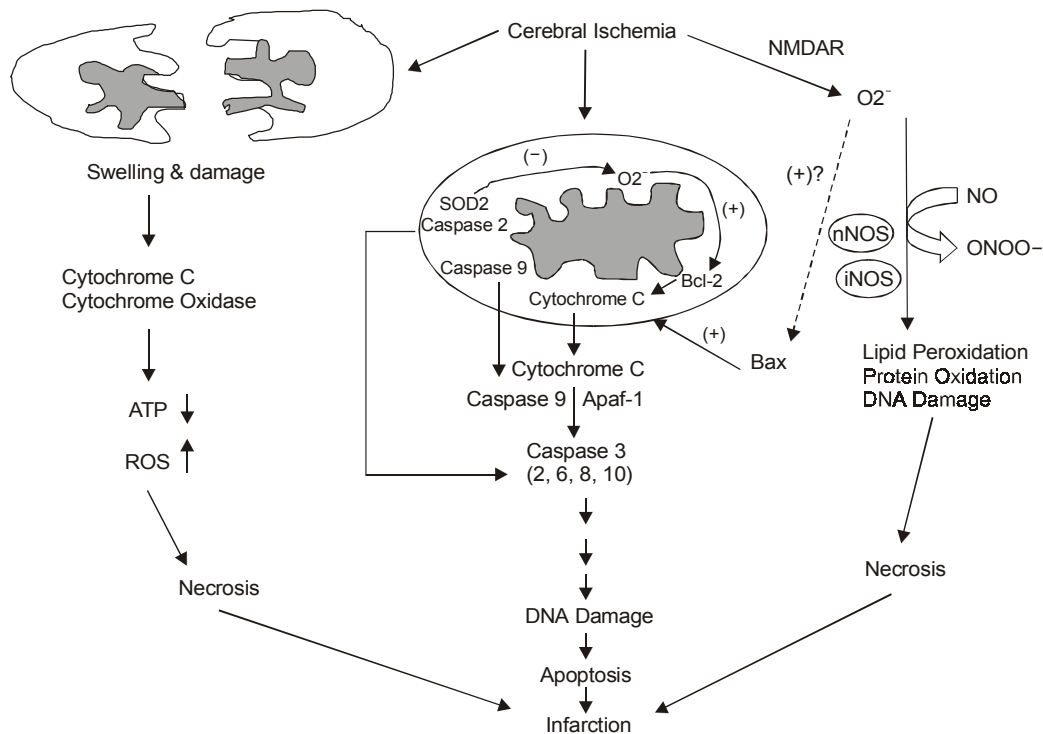 Cerebral Ischemia
NMDAR
O2⁻
Swelling & damage
(−)
O2⁻
SOD2
Caspase 2
(+)
(+)?
NO
nNOS
ONOO−
iNOS
Caspase 9
Bcl-2
Cytochrome C
Cytochrome C
Cytochrome Oxidase
(+)
Bax
Lipid Peroxidation
Protein Oxidation
DNA Damage
Cytochrome C
Caspase 9 Apaf-1
ATP
ROS
Caspase 3
(2, 6, 8, 10)
Necrosis
Necrosis
DNA Damage
Apoptosis
Infarction